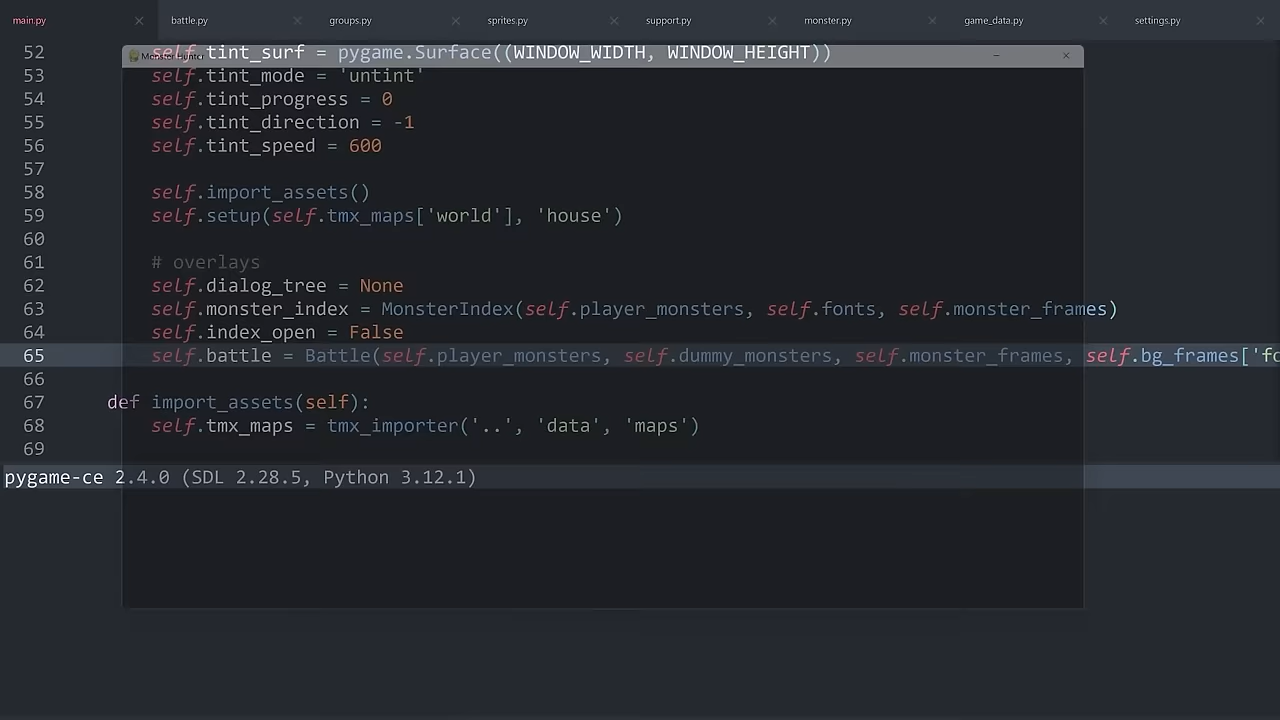 main.py battle.py groups.py sprites.py support.py monster.py game_data.py settings.py
Monster Hunter
52 self.tint_surf = pygame.Surface((WINDOW_WIDTH, WINDOW_HEIGHT))
53 self.tint_mode = 'untint'
54 self.tint_progress = 0
55 self.tint_direction = -1
56 self.tint_speed = 600
57
58 self.import_assets()
59 self.setup(self.tmx_maps['world'], 'house')
60
61 # overlays
62 self.dialog_tree = None
63 self.monster_index = MonsterIndex(self.player_monsters, self.fonts, self.monster_frames)
64 self.index_open = False
65 self.battle = Battle(self.player_monsters, self.dummy_monsters, self.monster_frames, self.bg_frames['fo
66
67 def import_assets(self):
68 self.tmx_maps = tmx_importer('..', 'data', 'maps')
69
pygame-ce 2.4.0 (SDL 2.28.5, Python 3.12.1)